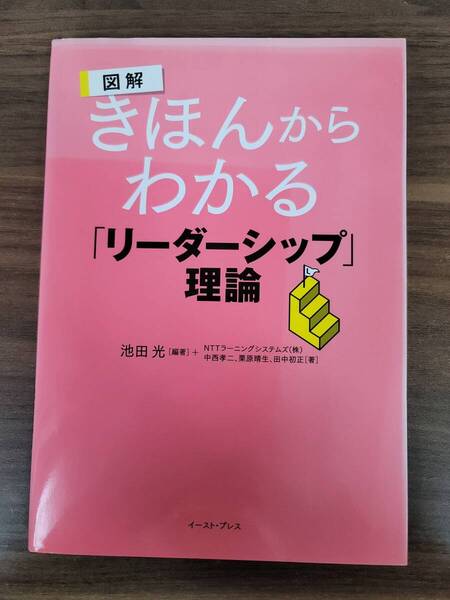 図解
きほんから
わかる
「リーダーシップ」
理論
L
池田 光[編著]+
NTTラーニングシステムズ(株)
中西孝二、栗原晴生、田中初正[著]
イースト・プレス